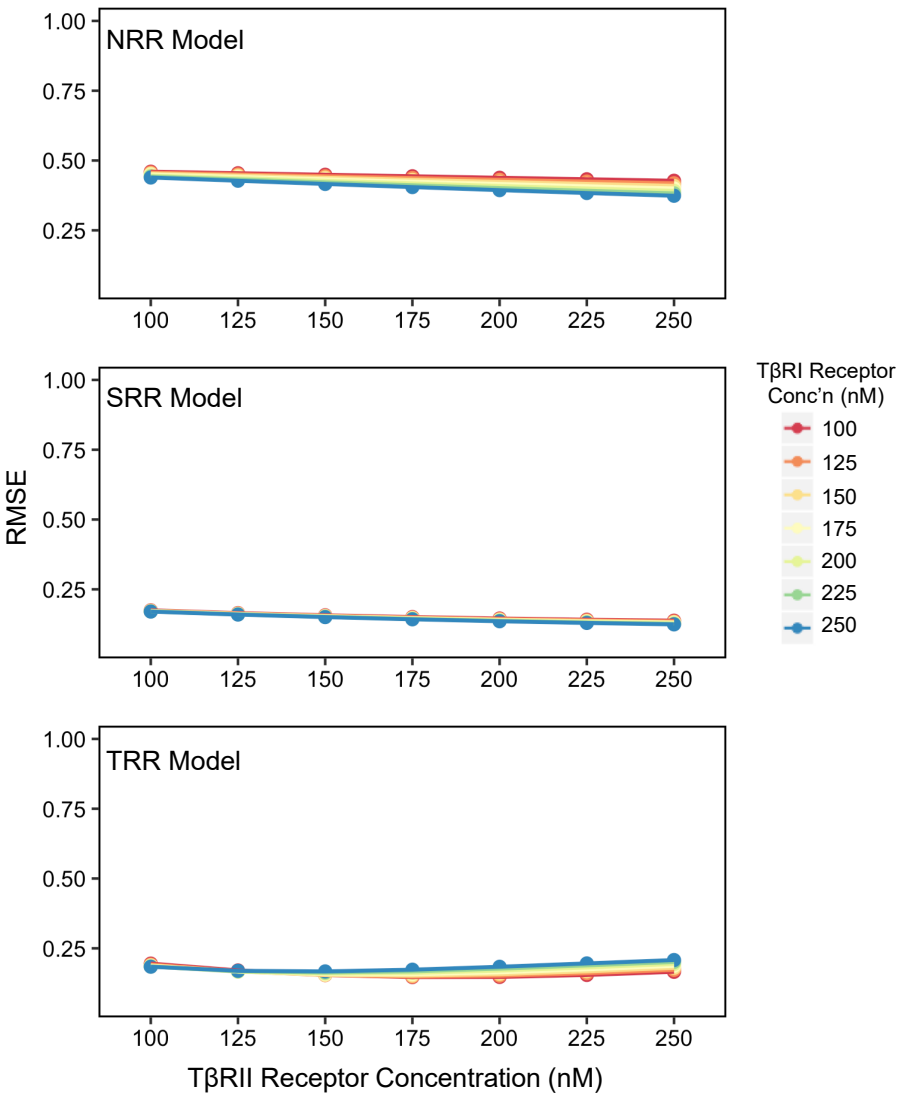 NRR Model
1.00
0.75
0.50
0.25
100 125 150 175 200 225 250
SRR Model
1.00
0.75
0.50
0.25
100 125 150 175 200 225 250
TRR Model
1.00
0.75
0.50
0.25
100 125 150 175 200 225 250
RMSE
TβRII Receptor Concentration (nM)
TβRI Receptor
Conc’n (nM)
100
125
150
175
200
225
250